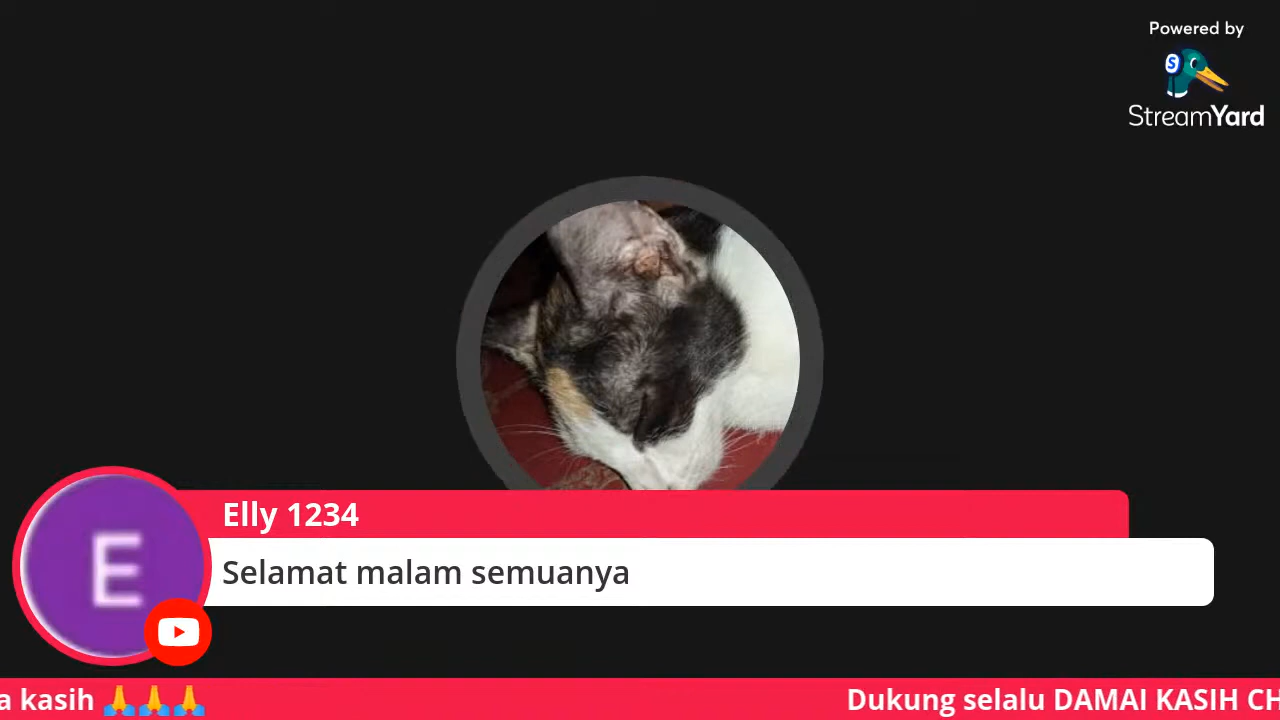 Powered by
S
StreamYard
E
Elly 1234
Selamat malam semuanya
a kasih 🙏🙏🙏 Dukung selalu DAMAI KASIH CH